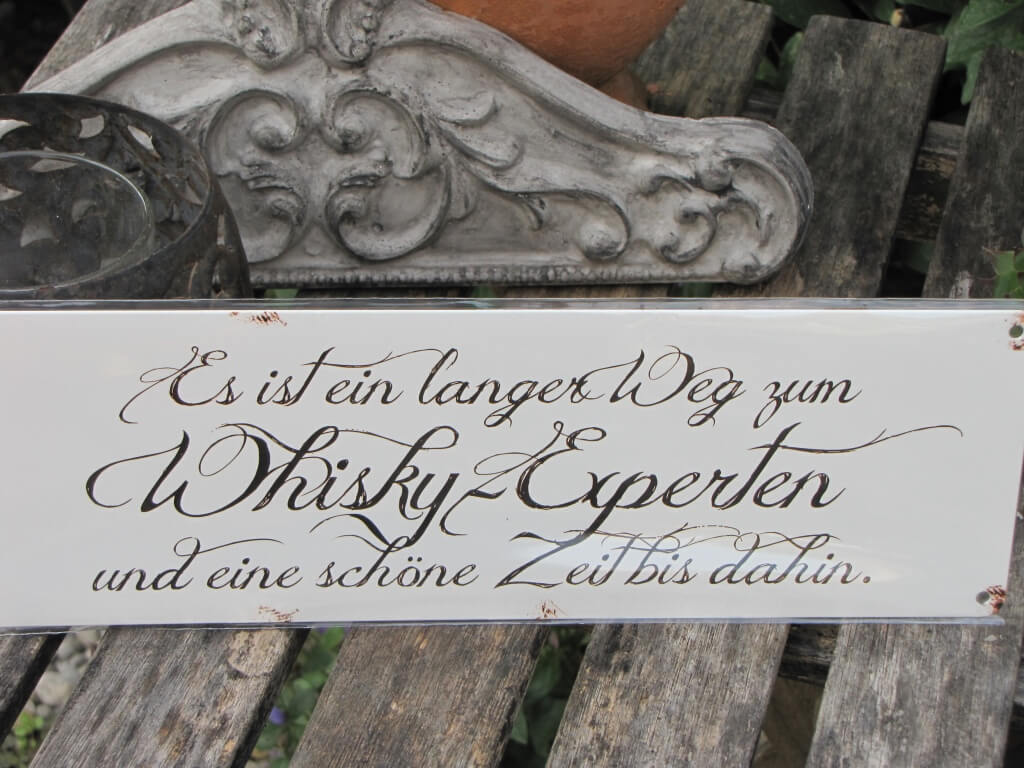 Es ist ein langer Weg zum
Whisky-Experten
und eine schöne Zeit bis dahin.